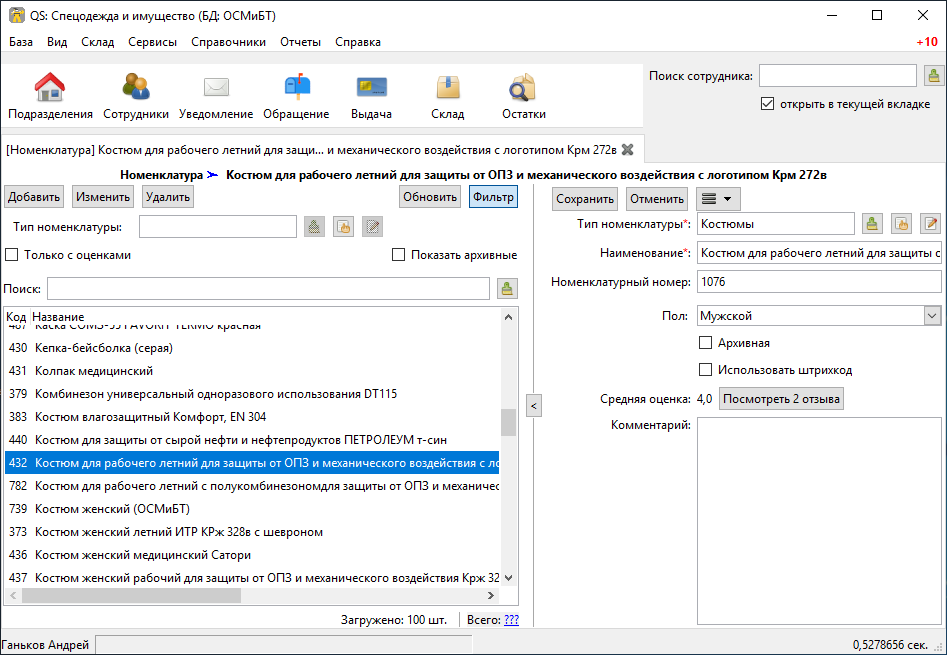 QS: Спецодежда и имущество (БД: ОСМиБТ)
База Вид Склад Сервисы Справочники Отчеты Справка +10
Подразделения Сотрудники Уведомление Обращение Выдача Склад Остатки
Поиск сотрудника:
открыть в текущей вкладке
[Номенклатура] Костюм для рабочего летний для защи... и механического воздействия с логотипом Крм 272в
Номенклатура Костюм для рабочего летний для защиты от ОПЗ и механического воздействия с логотипом Крм 272в
Добавить Изменить Удалить Обновить Фильтр
Тип номенклатуры:
Только с оценками Показать архивные
Поиск:
Код Название
487 Каска СОМЗ-55 FAVORIT TERMO красная
430 Кепка-бейсболка (серая)
431 Колпак медицинский
379 Комбинезон универсальный одноразового использования DT115
383 Костюм влагозащитный Комфорт, EN 304
440 Костюм для защиты от сырой нефти и нефтепродуктов ПЕТРОЛЕУМ т-син
432 Костюм для рабочего летний для защиты от ОПЗ и механического воздействия с ло
782 Костюм для рабочего летний с полукомбинезономдля защиты от ОПЗ и механичес
739 Костюм женский (ОСМиБТ)
373 Костюм женский летний ИТР КРж 328в с шевроном
436 Костюм женский медицинский Сатори
437 Костюм женский рабочий для защиты от ОПЗ и механического воздействия Крж 32
Загружено: 100 шт. Всего: ???
<
Сохранить Отменить
Тип номенклатуры*: Костюмы
Наименование*: Костюм для рабочего летний для защиты с
Номенклатурный номер: 1076
Пол: Мужской
Архивная
Использовать штрихкод
Средняя оценка: 4,0 Посмотреть 2 отзыва
Комментарий:
Ганьков Андрей 0,5278656 сек.